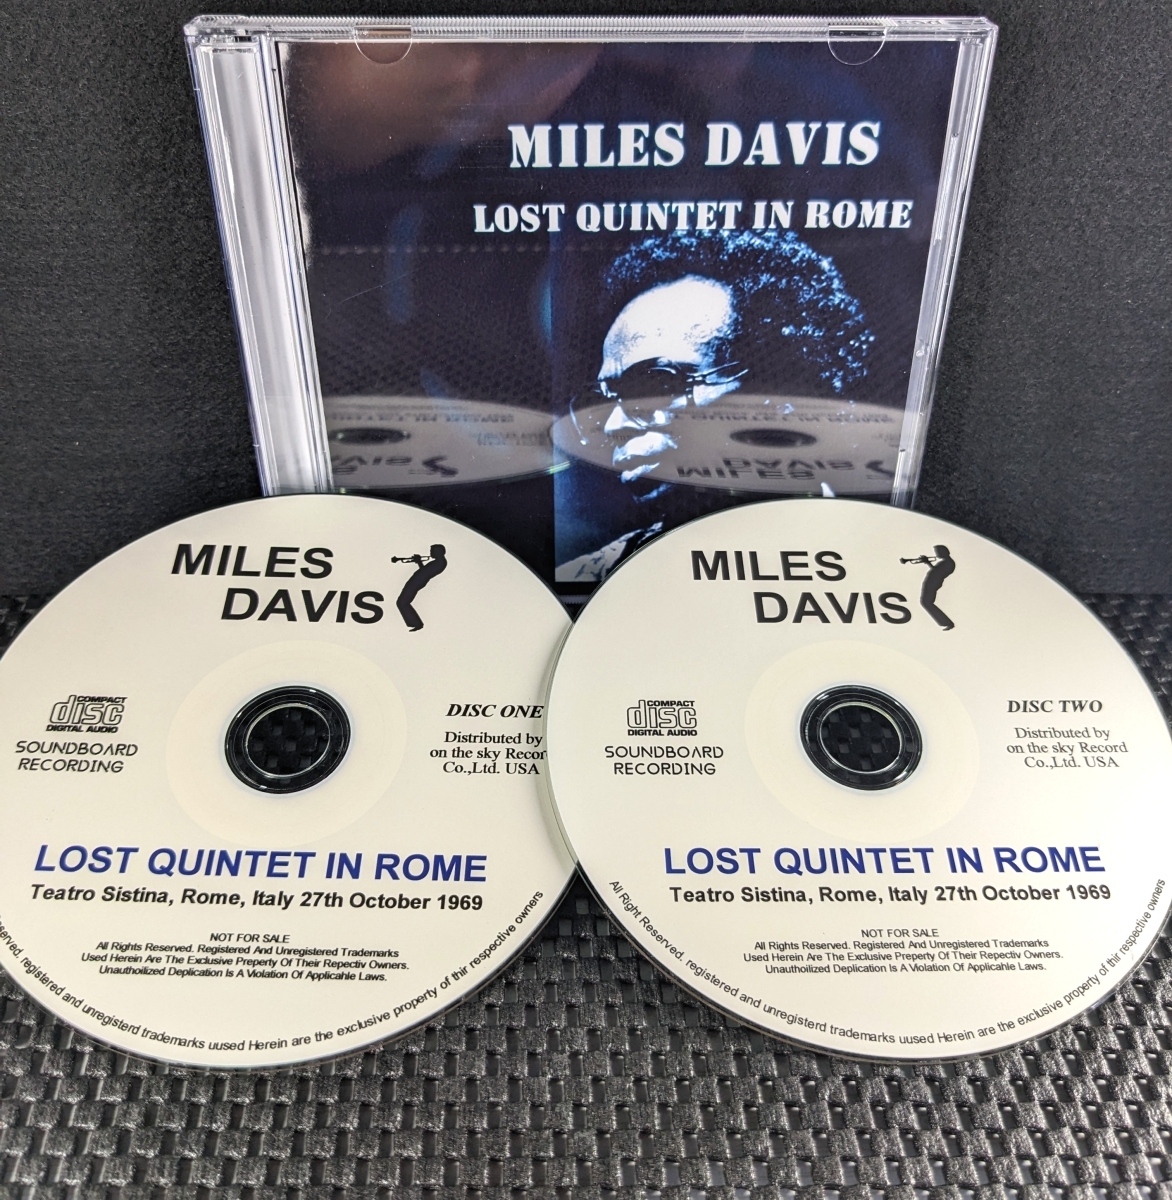 MILES DAVIS
LOST QUINTET IN ROME
MILES
DAVIS
COMPACT
disc
DIGITAL AUDIO
SOUNDBOARD
RECORDING
DISC ONE
Distributed by
on the sky Recor
Co.,Ltd. USA
LOST QUINTET IN ROME
Teatro Sistina, Rome, Italy 27th October 1969
NOT FOR SALE
All Rights Reserved. Registered And Unregistered Trademarks
Used Herein Are The Exclusive Preperty Of Their Repectiv Owners.
Unauthoilized Deplication Is A Violation Of Applicahle Laws.
served. registered and unregisterd trademarks uused Herein are the exclusive property of thir respective owners
MILES
DAVIS
COMPACT
disc
DIGITAL AUDIO
SOUNDBOARD
RECORDING
DISC TWO
Distributed by
on the sky Record
Co.,Ltd. USA
LOST QUINTET IN ROME
Teatro Sistina, Rome, Italy 27th October 1969
NOT FOR SALE
All Rights Reserved. Registered And Unregistered Trademarks
Used Herein Are The Exclusive Preperty Of Their Repectiv Owners.
Unauthoilized Deplication Is A Violation Of Applicahle Laws.
All Right Reserved. registered and unregisterd trademarks uused Herein are the exclusive property of thir respective owners